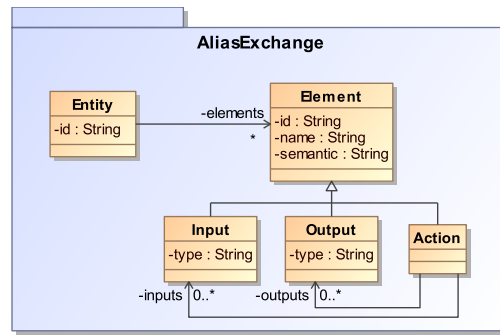 AliasExchange
Entity
-id : String
-elements
*
Element
-id : String
-name : String
-semantic : String
Input
-type : String
Output
-type : String
Action
-inputs 0..*
-outputs 0..*